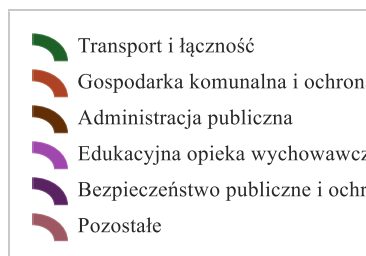 Transport i łączność
Gospodarka komunalna i ochron
Administracja publiczna
Edukacyjna opieka wychowawcz
Bezpieczeństwo publiczne i ochr
Pozostałe